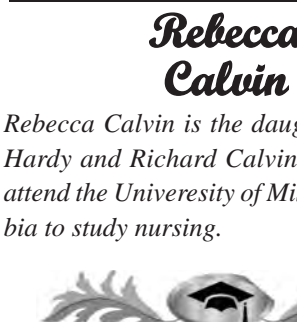 Rebecca
Calvin
Rebecca Calvin is the daug
Hardy and Richard Calvin
attend the Univeresity of Mi
bia to study nursing.